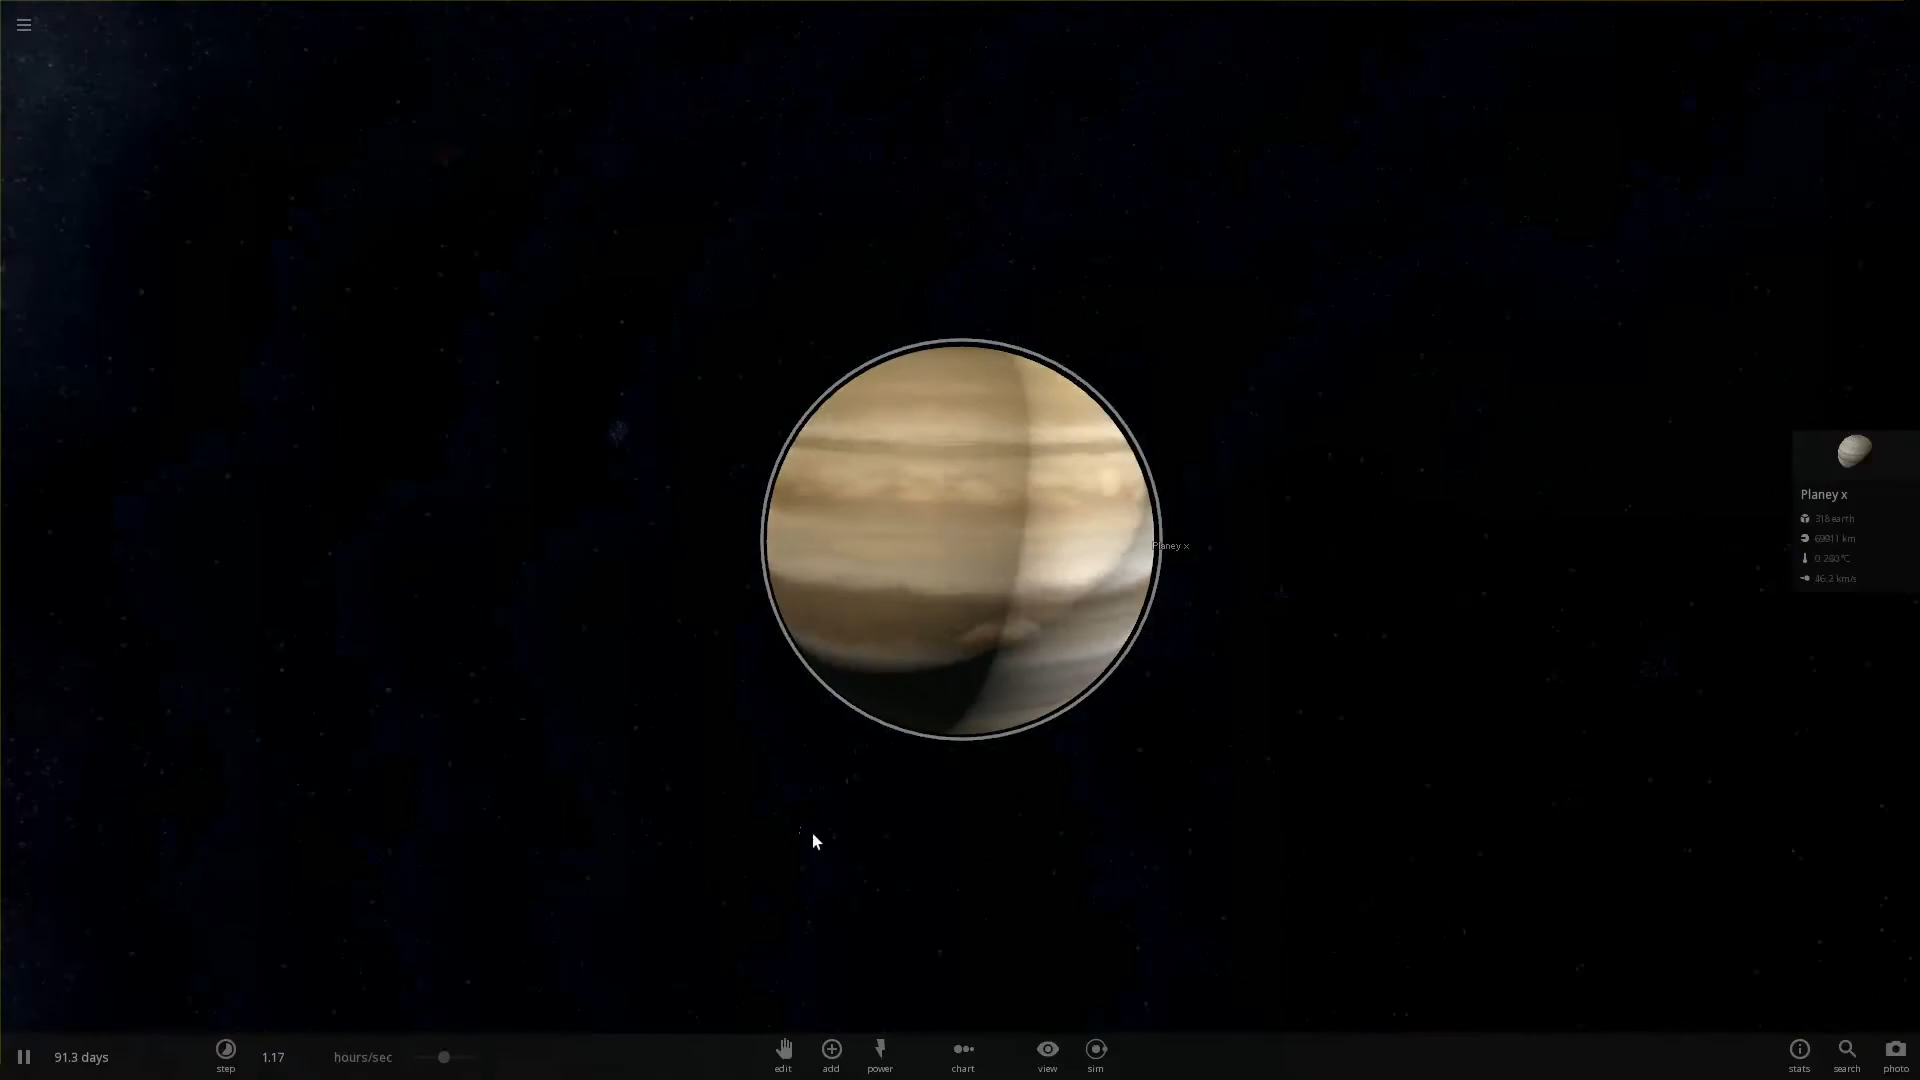 Planey x
Planey x
318 earth
69911 km
46.2 km/s
91.3 days
1.17
hours/sec
step
edit
add
power
chart
view
sim
stats
search
photo